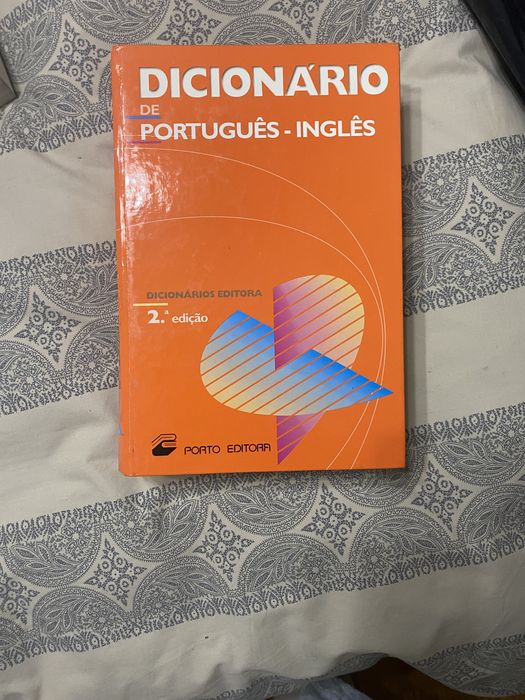 DICIONÁRIO
DE
PORTUGUÊS - INGLÊS
DICIONÁRIOS EDITORA
2.ª edição
PORTO EDITORA